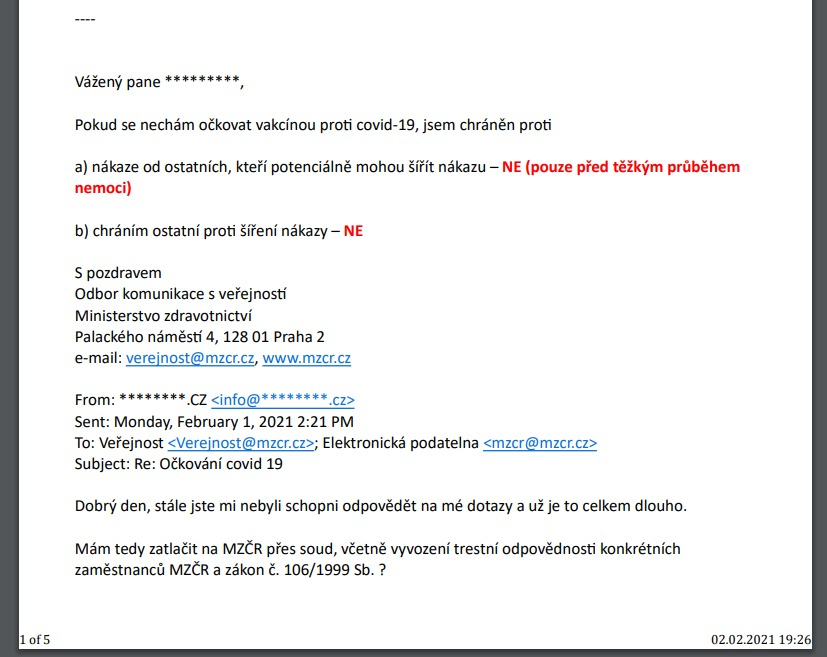 ----
Vážený pane *********,
Pokud se nechám očkovat vakcínou proti covid-19, jsem chráněn proti
a) nákaze od ostatních, kteří potenciálně mohou šířít nákazu – NE (pouze před těžkým průběhem
nemoci)
b) chráním ostatní proti šíření nákazy – NE
S pozdravem
Odbor komunikace s veřejností
Ministerstvo zdravotnictví
Palackého náměstí 4, 128 01 Praha 2
e-mail: verejnost@mzcr.cz, www.mzcr.cz
From: ********.CZ <info@********.cz>
Sent: Monday, February 1, 2021 2:21 PM
To: Veřejnost <Verejnost@mzcr.cz>; Elektronická podatelna <mzcr@mzcr.cz>
Subject: Re: Očkování covid 19
Dobrý den, stále jste mi nebyli schopni odpovědět na mé dotazy a už je to celkem dlouho.
Mám tedy zatlačit na MZČR přes soud, včetně vyvození trestní odpovědnosti konkrétních
zaměstnanců MZČR a zákon č. 106/1999 Sb. ?
1 of 5 02.02.2021 19:26